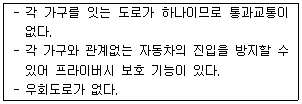 - 각 가구를 잇는 도로가 하나이므로 통과교통이
없다.
- 각 가구와 관계없는 자동차의 진입을 방지할 수
있어 프라이버시 보호 기능이 있다.
- 우회도로가 없다.